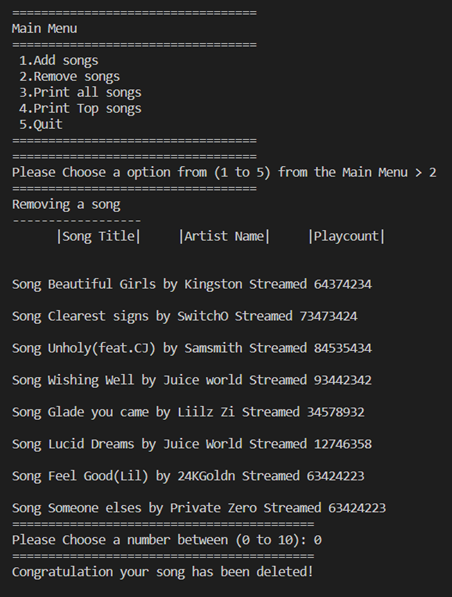 ==================================
Main Menu
==================================
1.Add songs
2.Remove songs
3.Print all songs
4.Print Top songs
5.Quit
==================================
==================================
Please Choose a option from (1 to 5) from the Main Menu > 2
==================================
Removing a song
------------------
|Song Title| |Artist Name| |Playcount|
Song Beautiful Girls by Kingston Streamed 64374234
Song Clearest signs by SwitchO Streamed 73473424
Song Unholy(feat.CJ) by Samsmith Streamed 84535434
Song Wishing Well by Juice world Streamed 93442342
Song Glade you came by Liilz Zi Streamed 34578932
Song Lucid Dreams by Juice World Streamed 12746358
Song Feel Good(Lil) by 24KGoldn Streamed 63424223
Song Someone elses by Private Zero Streamed 63424223
==========================================
Please Choose a number between (0 to 10): 0
==========================================
Congratulation your song has been deleted!